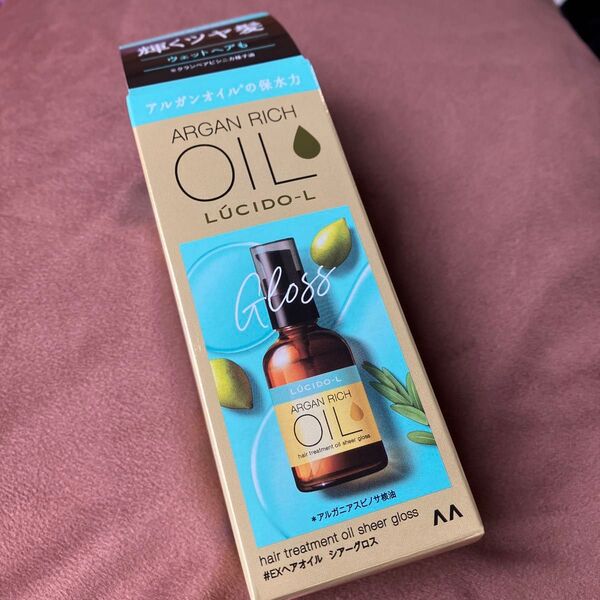 輝くツヤ髪
ウェットヘアも
アルガンオイル*の保水力
ARGAN RICH
OIL
LÚCIDO-L
Gloss
LÚCIDO-L
ARGAN RICH
OIL
hair treatment oil sheer gloss
*アルガニアスピノサ核油
hair treatment oil sheer gloss
#EXヘアオイル シアーグロス